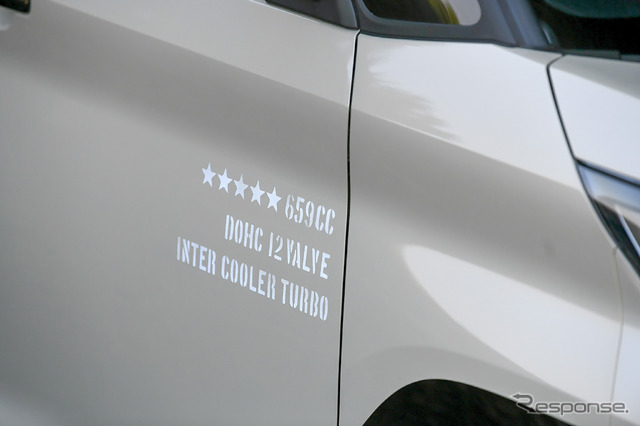 ★★★★★ 659CC
DOHC 12 VALVE
INTER COOLER TURBO
Response.